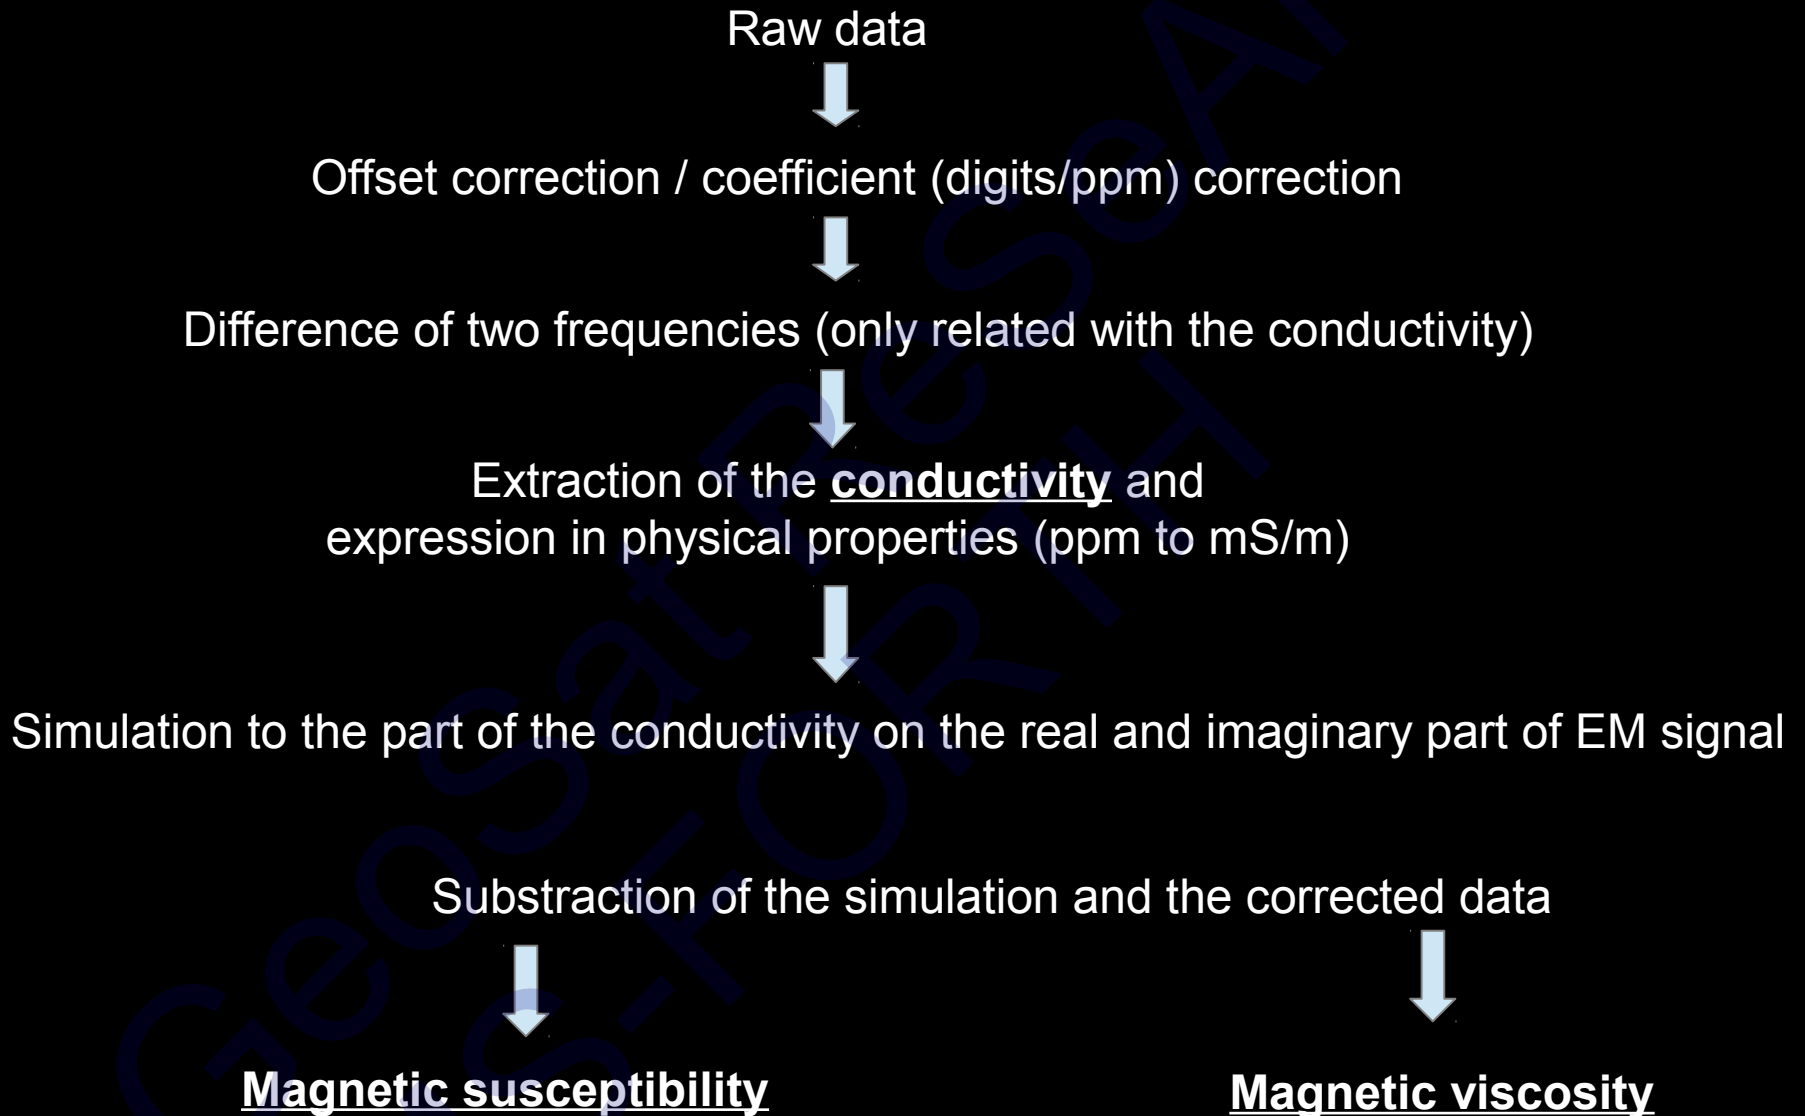 Raw data
Offset correction / coefficient (digits/ppm) correction
Difference of two frequencies (only related with the conductivity)
Extraction of the conductivity and
expression in physical properties (ppm to mS/m)
Simulation to the part of the conductivity on the real and imaginary part of EM signal
Substraction of the simulation and the corrected data
Magnetic susceptibility
Magnetic viscosity
GeoSat ReSeAr
S-FORTH